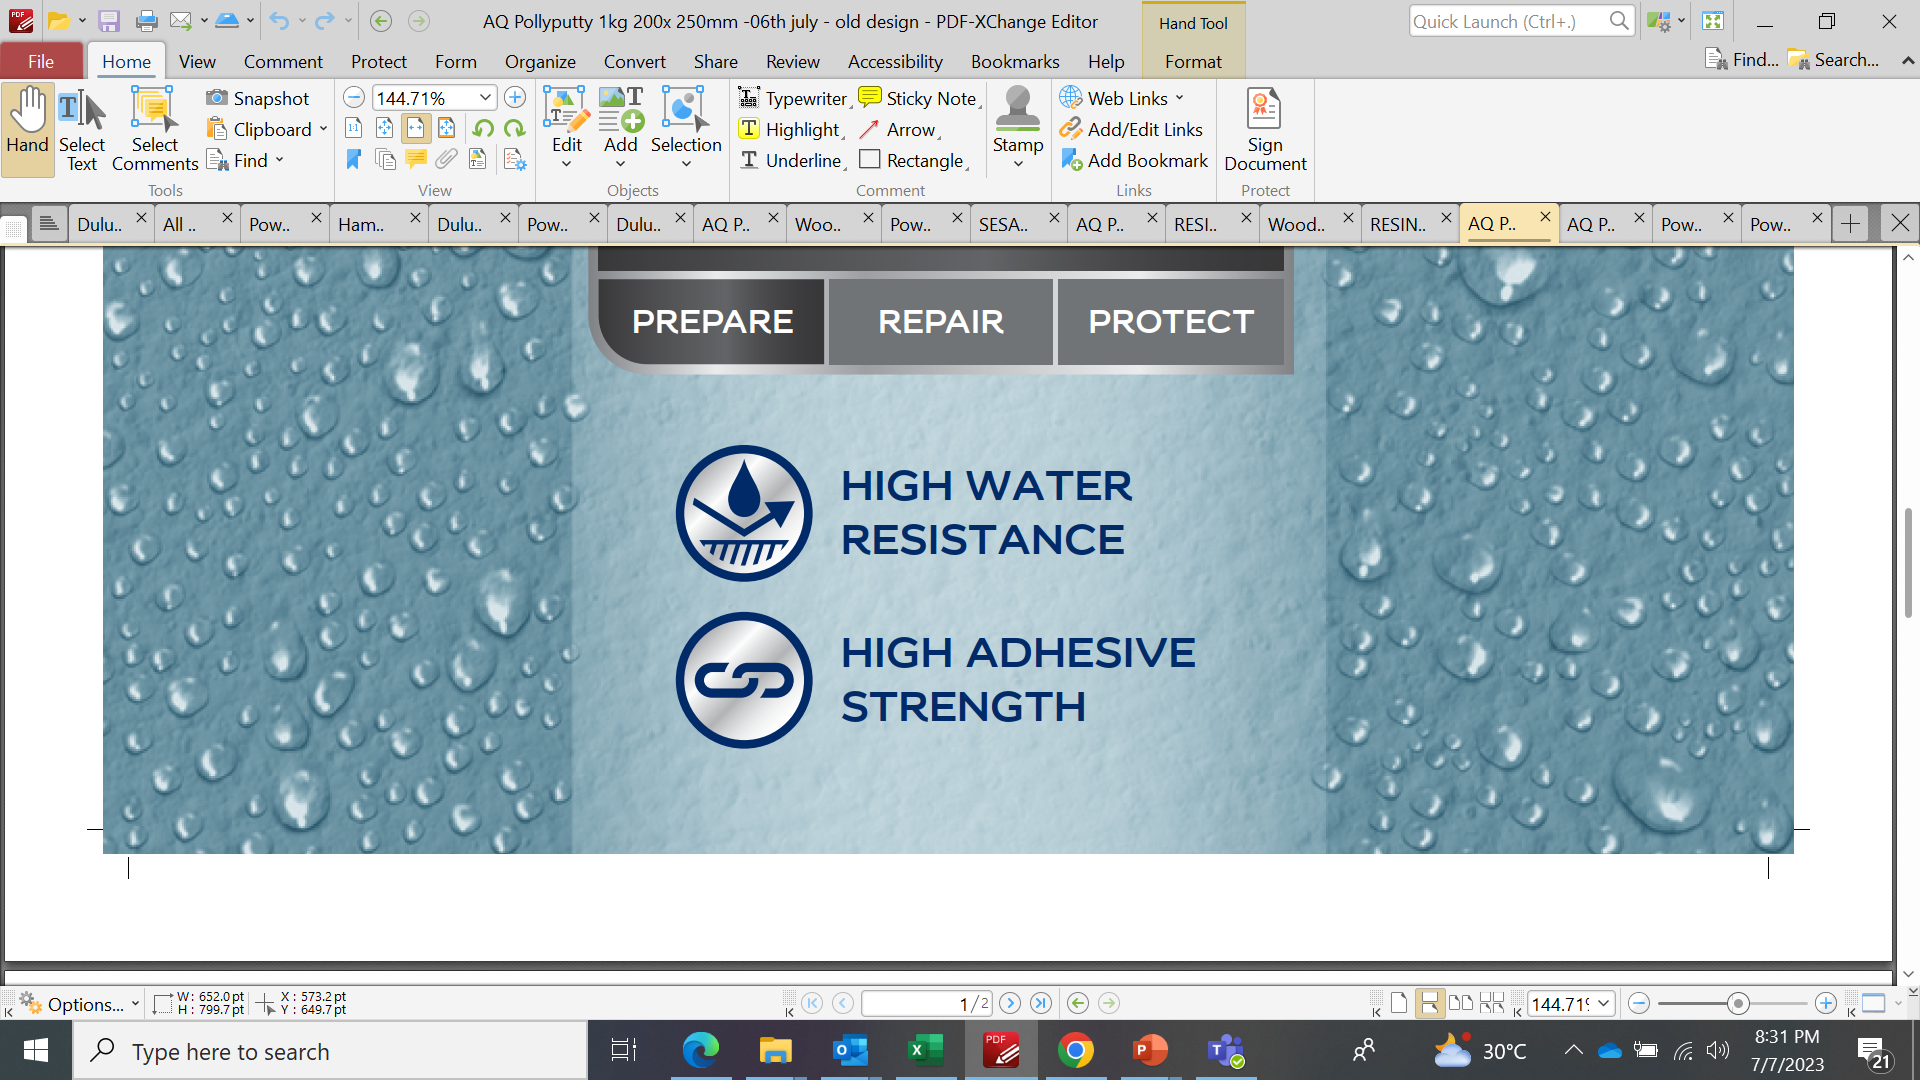 AQ Pollyputty 1kg 200x 250mm -06th july - old design - PDF-XChange Editor
Hand Tool
Quick Launch (Ctrl+.)
File Home View Comment Protect Form Organize Convert Share Review Accessibility Bookmarks Help Format Find... Search...
Hand
Select Text
Select Comments
Snapshot
Clipboard
Find
Tools
144.71%
View
Edit
Add
Selection
Objects
Typewriter
Sticky Note
Highlight
Arrow
Underline
Rectangle
Comment
Stamp
Web Links
Add/Edit Links
Add Bookmark
Links
Sign Document
Protect
Dulu.. All .. Pow.. Ham.. Dulu.. Pow.. Dulu.. AQ P.. Woo.. Pow.. SESA.. AQ P.. RESI.. Wood.. RESIN.. AQ P.. AQ P.. Pow.. Pow..
PREPARE REPAIR PROTECT
HIGH WATER
RESISTANCE
HIGH ADHESIVE
STRENGTH
Options...
W: 652.0 pt
H: 799.7 pt
X: 573.2 pt
Y: 649.7 pt
1 / 2
144.71%
Type here to search
30°C
8:31 PM
7/7/2023
21